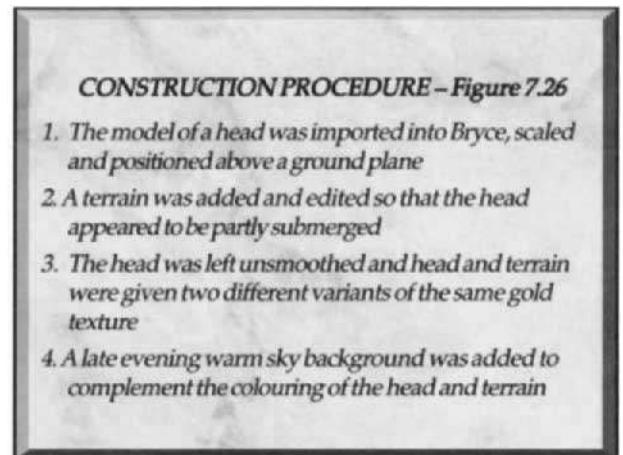 CONSTRUCTION PROCEDURE – Figure 7.26
1. The model of a head was imported into Bryce, scaled
and positioned above a ground plane
2. A terrain was added and edited so that the head
appeared to be partly submerged
3. The head was left unsmoothed and head and terrain
were given two different variants of the same gold
texture
4. A late evening warm sky background was added to
complement the colouring of the head and terrain